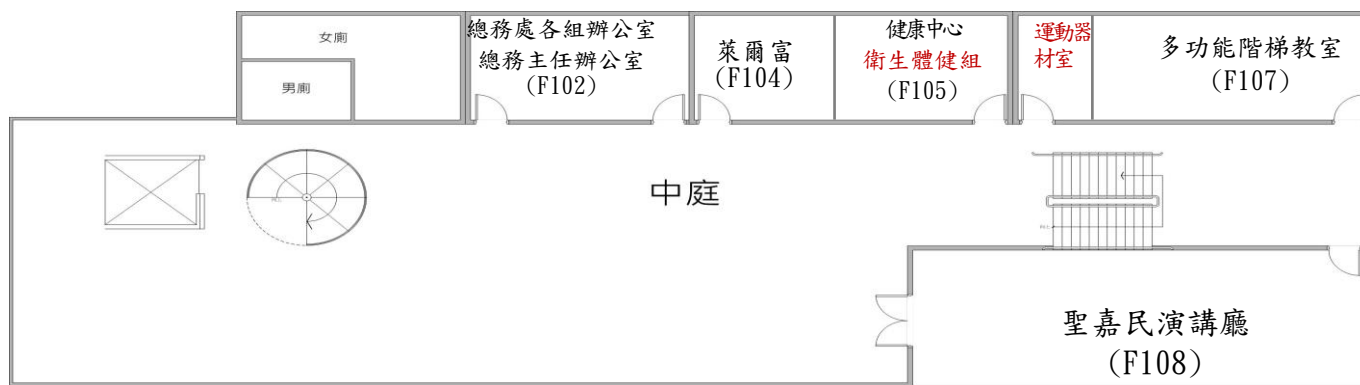 女廁
男廁
總務處各組辦公室
總務主任辦公室
(F102)
萊爾富
(F104)
健康中心
衛生體健組
(F105)
運動器
材室
多功能階梯教室
(F107)
中庭
聖嘉民演講廳
(F108)